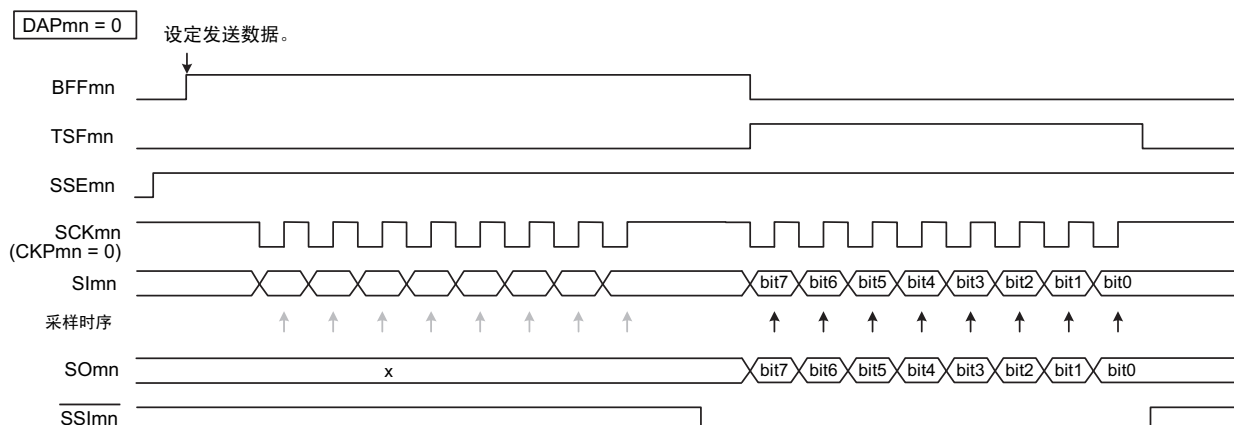 DAPmn = 0
设定发送数据。
BFFmn
TSFmn
SSEmn
SCKmn
(CKPmn = 0)
SImn
bit7 bit6 bit5 bit4 bit3 bit2 bit1 bit0
采样时序
SOmn
x
bit7 bit6 bit5 bit4 bit3 bit2 bit1 bit0
SSImn